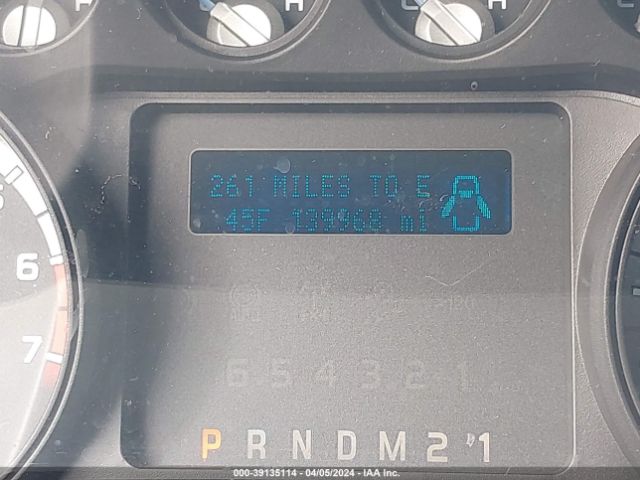 H
C H
C H
261 MILES TO E
45F 139968 mi
6
7
6 5 4 3 2 1
P R N D M 2 1
000-39135114 - 04/05/2024 - IAA Inc.